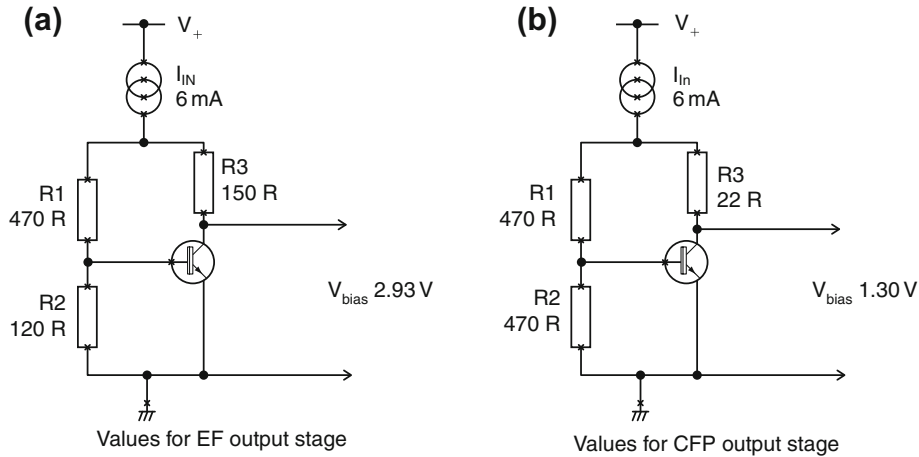 (a)
V+
IIN
6 mA
R3
150 R
R1
470 R
R2
120 R
Vbias 2.93 V
Values for EF output stage
(b)
V+
IIn
6 mA
R3
22 R
R1
470 R
R2
470 R
Vbias 1.30 V
Values for CFP output stage